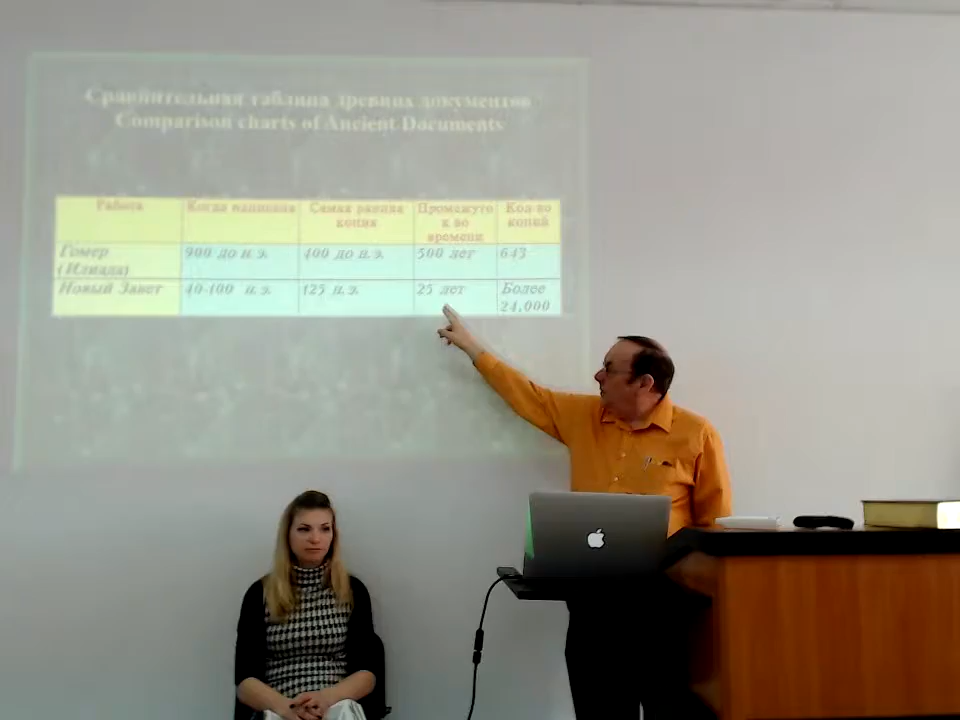 Сравнительная таблица древних документов
Comparison charts of Ancient Documents
Работа Когда написана Самая ранняя копия Промежуток во времени Кол-во копий
Гомер (Илиада) 900 до н. э. 400 до н. э. 500 лет 643
Новый Завет 40-100 н. э. 125 н. э. 25 лет Более 24,000